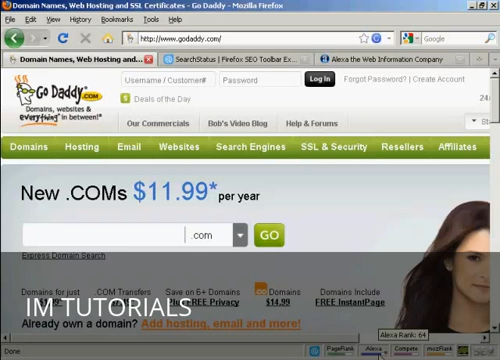 Domain Names, Web Hosting and SSL Certificates - Go Daddy - Mozilla Firefox
File Edit View History Bookmarks Tools Help
http://www.godaddy.com/
Google
Domain Names, Web Hosting and...
SearchStatus | Firefox SEO Toolbar Ex...
Alexa the Web Information Company
Go Daddy .COM
Domains, websites &
everything* in between!*
Username / Customer#
Password
Log In
Forgot Password? | Create Account
Deals of the Day
24
Our Commercials
Bob's Video Blog
Help & Forums
St
Domains Hosting Email Websites Search Engines SSL & Security Resellers Affiliates
New .COMs $11.99* per year
.com
GO
Express Domain Search
Domains for just
COM Transfers
Save on 6+ Domains
Domains
Domains Include
Plus FREE Privacy
$14.99
FREE InstantPage
IM TUTORIALS
Already own a domain? Add hosting, email and more!
Alexa Rank: 64
Done
PageRank
Alexa
Compete
mozRank